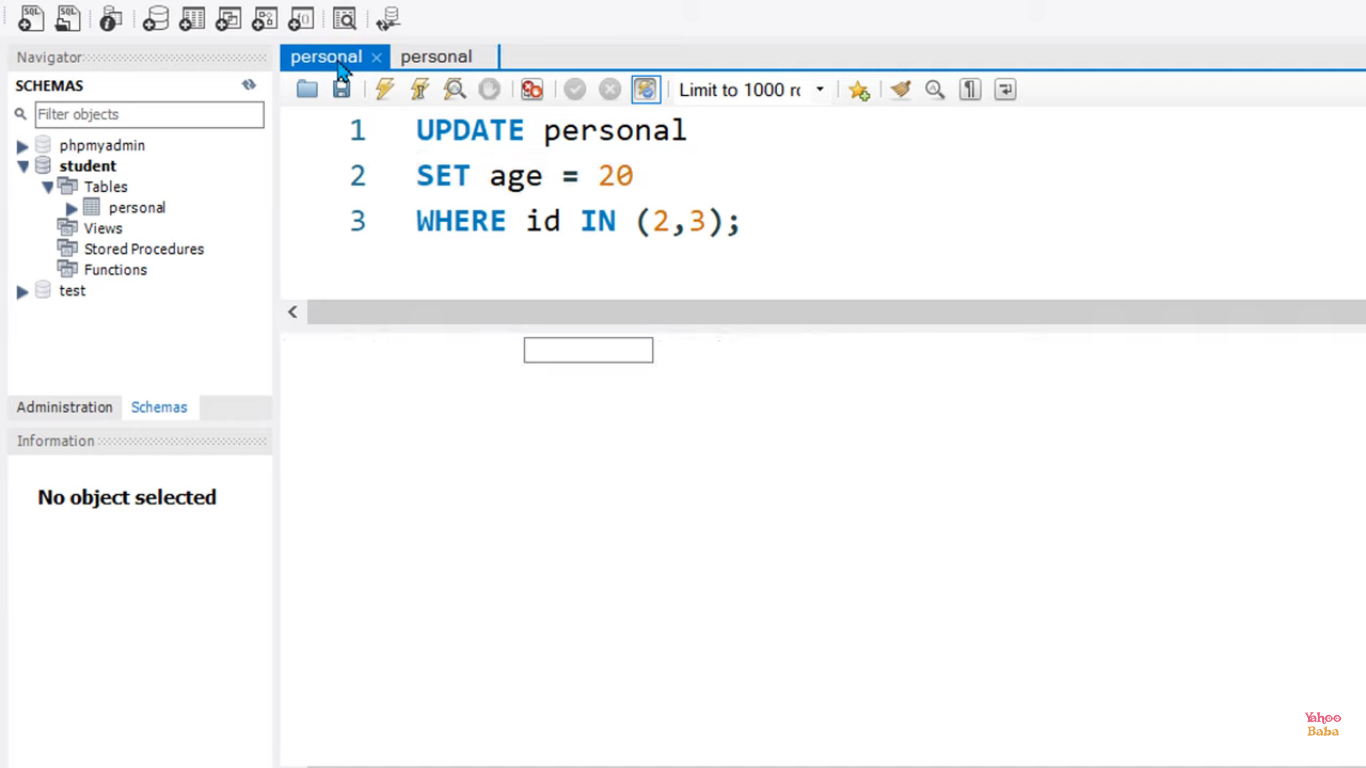 personal
personal
Navigator
SCHEMAS
Filter objects
phpmyadmin
student
Tables
personal
Views
Stored Procedures
Functions
test
Administration Schemas
Information
No object selected
Limit to 1000 rc
1 UPDATE personal
2 SET age = 20
3 WHERE id IN (2,3);
Yahoo
Baba